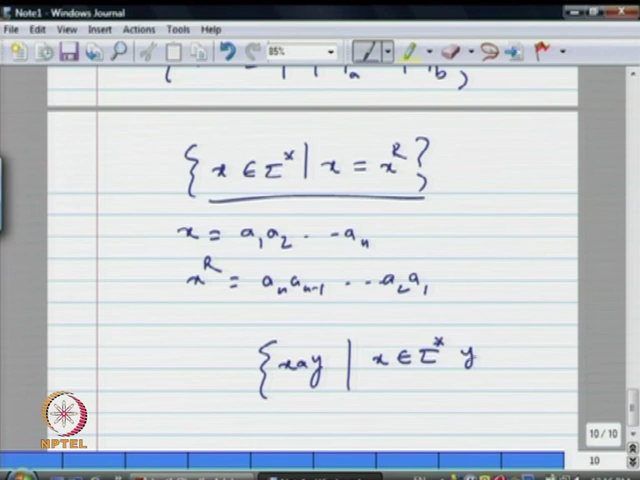 Note1 - Windows Journal
File Edit View Insert Actions Tools Help
85%
{ x ∈ Σ* | x = x^R }
x = a₁a₂ ... aₙ
x^R = aₙaₙ₋₁ ... a₂a₁
{ xay | x ∈ Σ* y
NPTEL
10 / 10
10